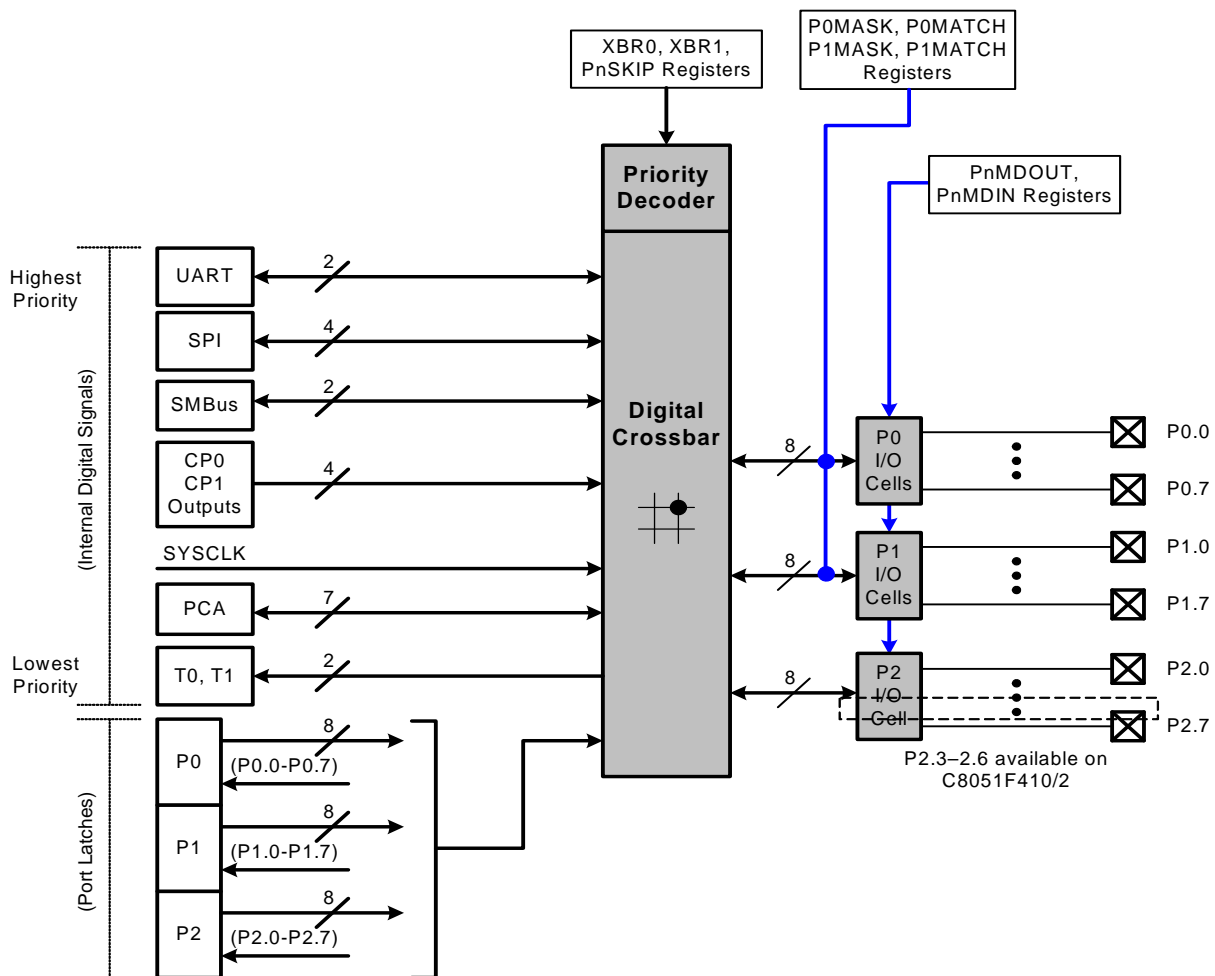 XBR0, XBR1,
PnSKIP Registers
P0MASK, P0MATCH
P1MASK, P1MATCH
Registers
PnMDOUT,
PnMDIN Registers
Priority
Decoder
Digital
Crossbar
Highest
Priority
(Internal Digital Signals)
Lowest
Priority
(Port Latches)
UART
2
SPI
4
SMBus
2
CP0
CP1
Outputs
4
SYSCLK
PCA
7
T0, T1
2
P0
8
(P0.0-P0.7)
P1
8
(P1.0-P1.7)
P2
8
(P2.0-P2.7)
8
P0
I/O
Cells
P0.0
P0.7
8
P1
I/O
Cells
P1.0
P1.7
8
P2
I/O
Cell
P2.0
P2.7
P2.3–2.6 available on
C8051F410/2